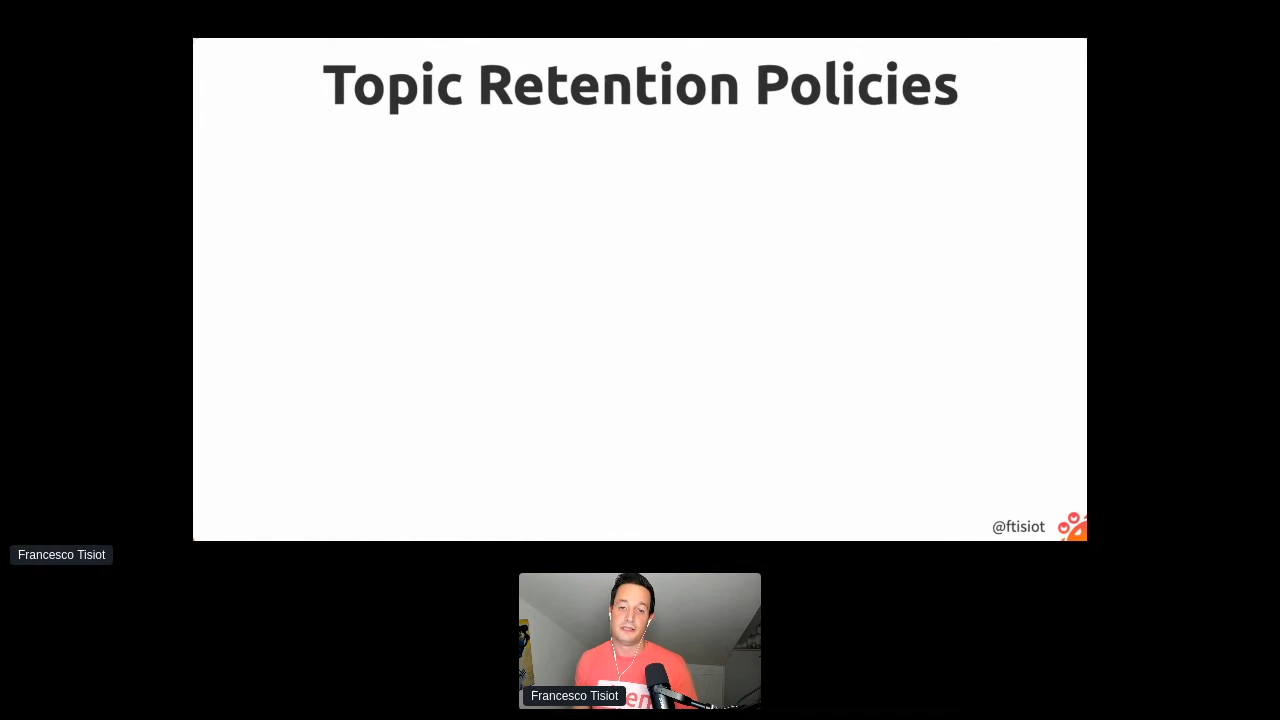 Topic Retention Policies
@ftisiot
Francesco Tisiot
Francesco Tisiot